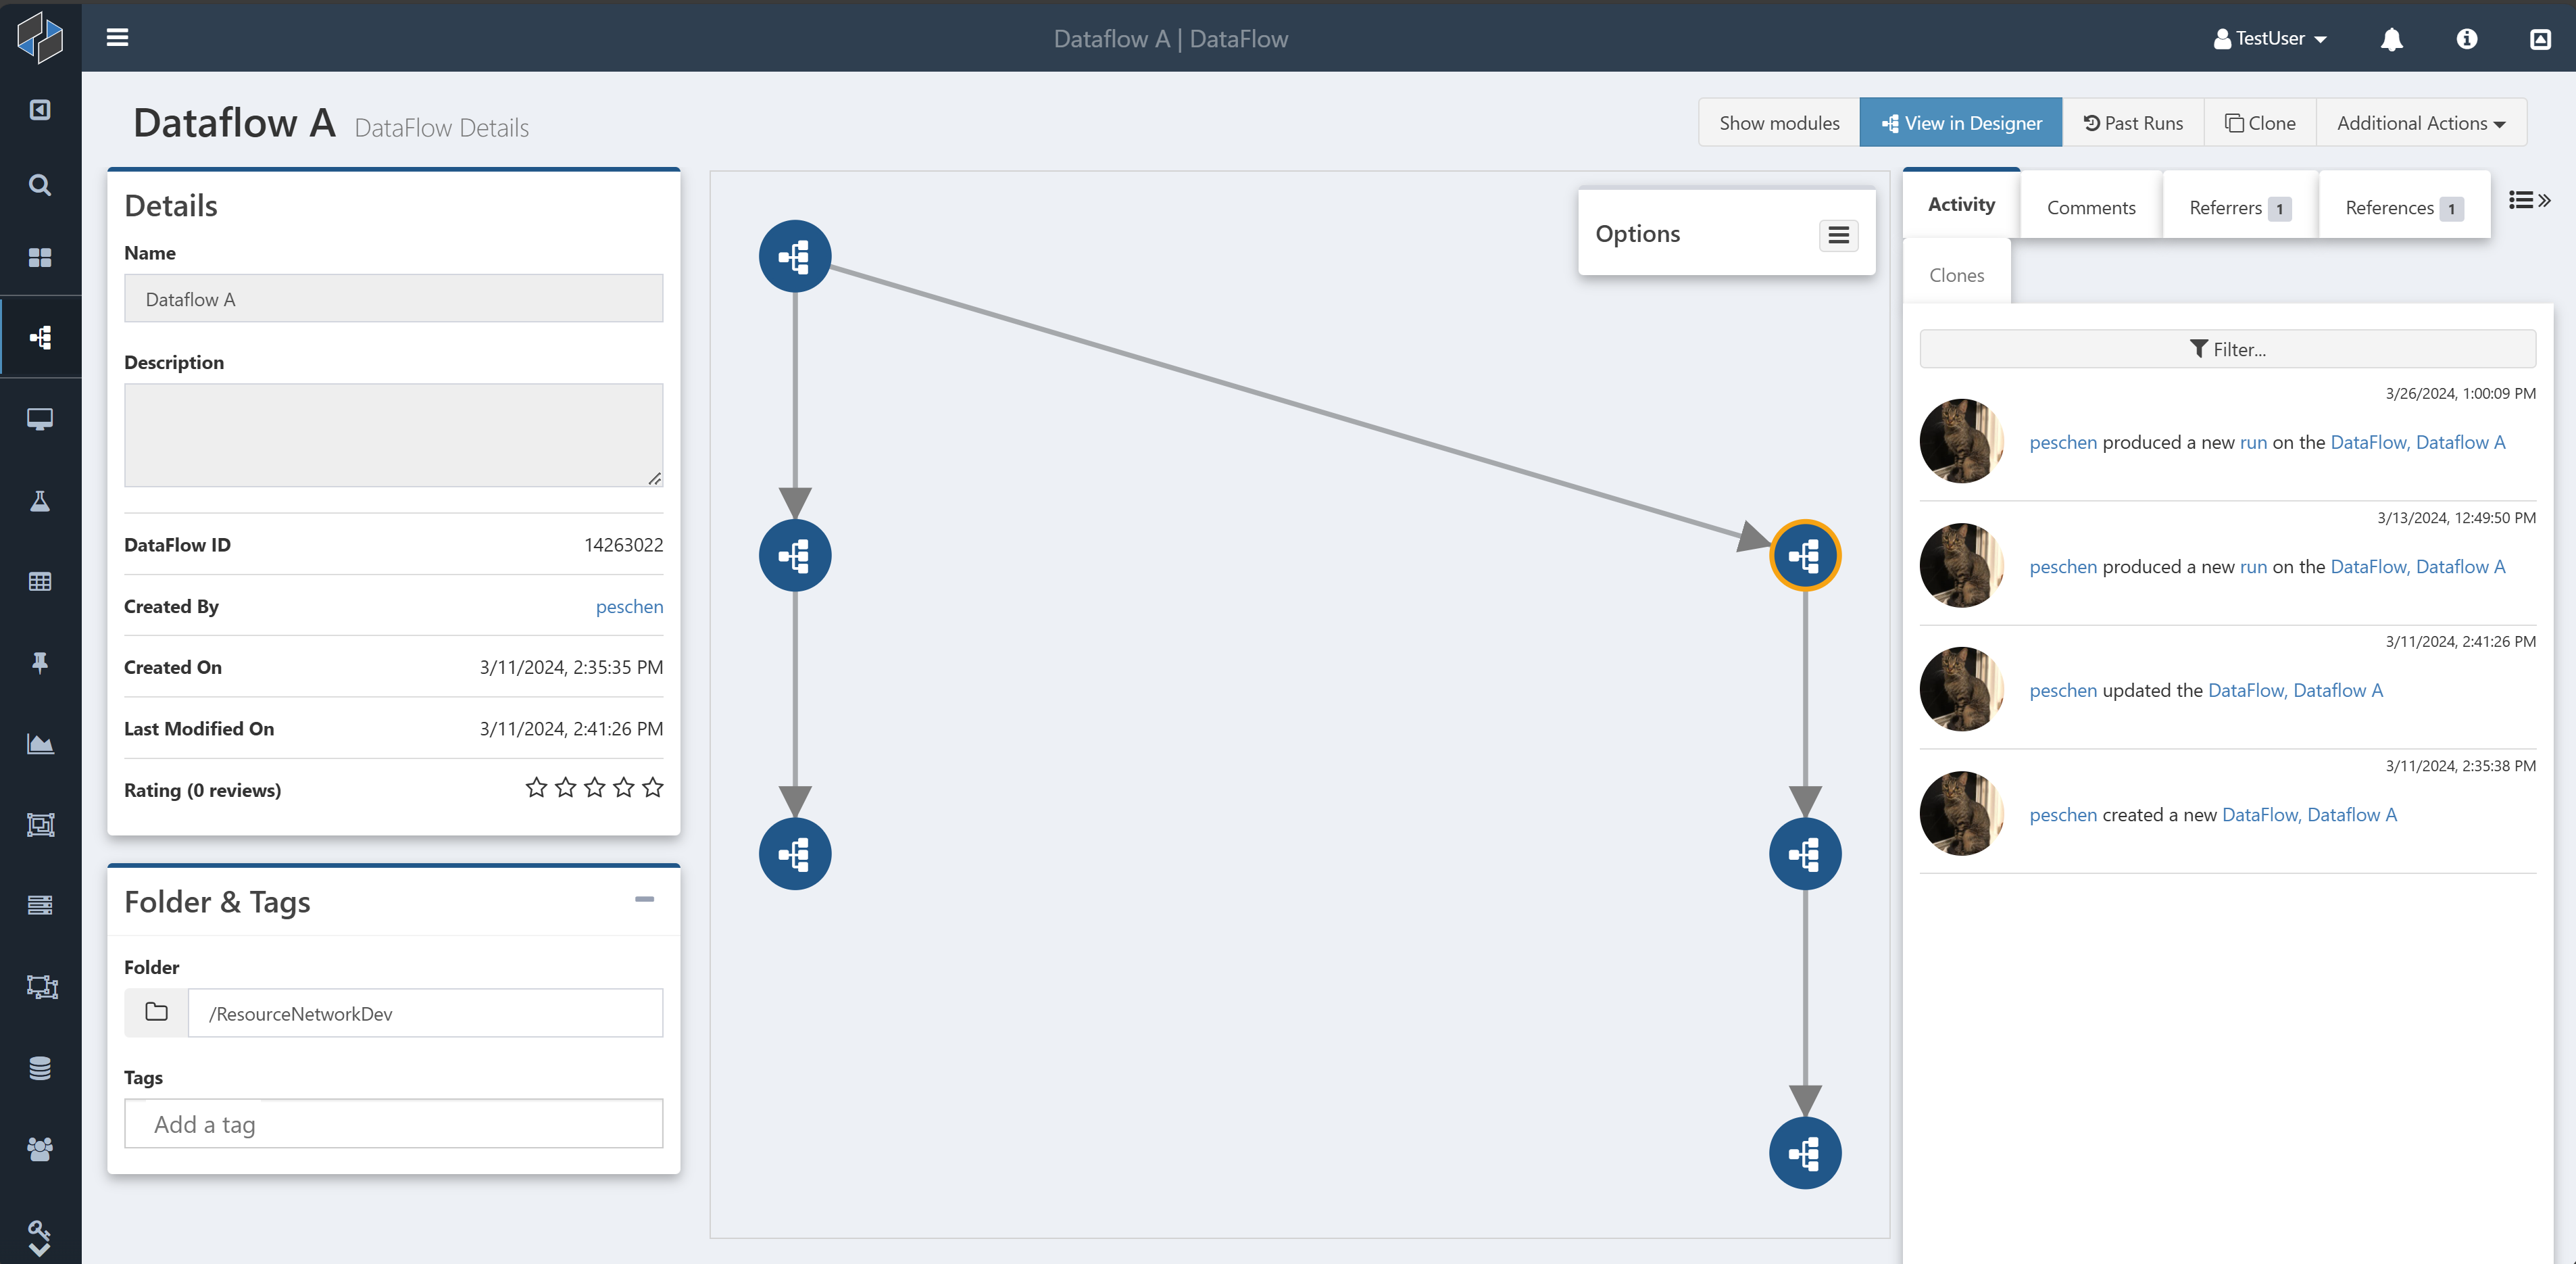 Dataflow A | DataFlow
TestUser
Dataflow A DataFlow Details
Show modules
View in Designer
Past Runs
Clone
Additional Actions
Details
Name
Dataflow A
Description
DataFlow ID 14263022
Created By peschen
Created On 3/11/2024, 2:35:35 PM
Last Modified On 3/11/2024, 2:41:26 PM
Rating (0 reviews)
Folder & Tags
Folder
/ResourceNetworkDev
Tags
Add a tag
Options
Activity
Comments
Referrers 1
References 1
Clones
Filter...
3/26/2024, 1:00:09 PM
peschen produced a new run on the DataFlow, Dataflow A
3/13/2024, 12:49:50 PM
peschen produced a new run on the DataFlow, Dataflow A
3/11/2024, 2:41:26 PM
peschen updated the DataFlow, Dataflow A
3/11/2024, 2:35:38 PM
peschen created a new DataFlow, Dataflow A